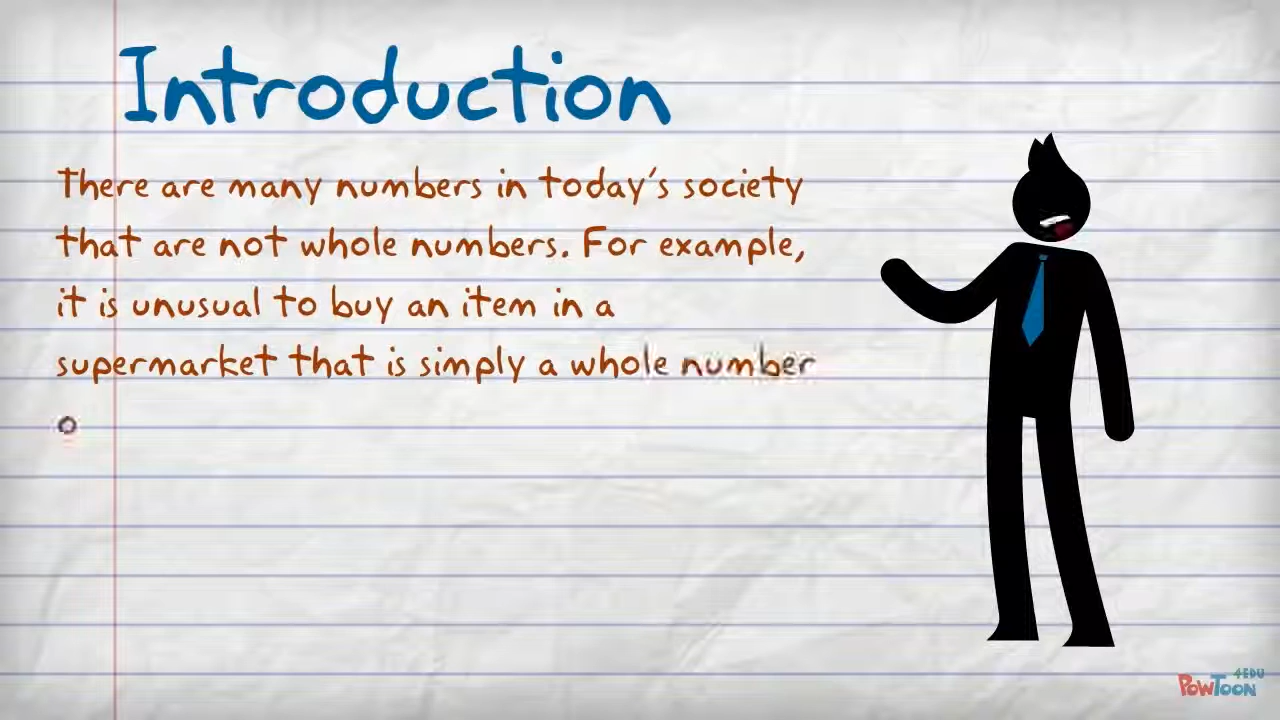 Introduction
There are many numbers in today's society
that are not whole numbers. For example,
it is unusual to buy an item in a
supermarket that is simply a whole number
o
4EDU
PowToon